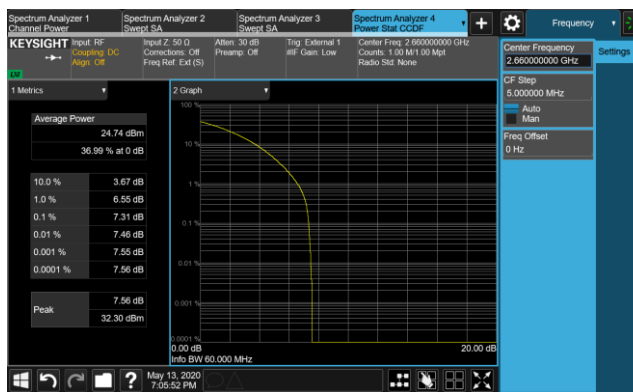 Spectrum Analyzer 1
Channel Power
Spectrum Analyzer 2
Swept SA
Spectrum Analyzer 3
Swept SA
Spectrum Analyzer 4
Power Stat CCDF
Frequency
KEYSIGHT
Input: RF
Coupling: DC
Align: Off
Input Z: 50 Ω
Corrections: Off
Freq Ref: Ext (S)
Atten: 30 dB
Preamp: Off
Trig: External 1
#IF Gain: Low
Center Freq: 2.660000000 GHz
Counts: 1.00 M/1.00 Mpt
Radio Std: None
Center Frequency
2.660000000 GHz
Settings
CF Step
5.000000 MHz
Auto
Man
Freq Offset
0 Hz
1 Metrics
Average Power
24.74 dBm
36.99 % at 0 dB
10.0 % 3.67 dB
1.0 % 6.55 dB
0.1 % 7.31 dB
0.01 % 7.46 dB
0.001 % 7.55 dB
0.0001 % 7.56 dB
Peak
7.56 dB
32.30 dBm
2 Graph
100 %
10 %
1 %
0.1 %
0.01 %
0.001 %
0.0001 %
0.00 dB
20.00 dB
Info BW 60.000 MHz
May 13, 2020
7:05:52 PM